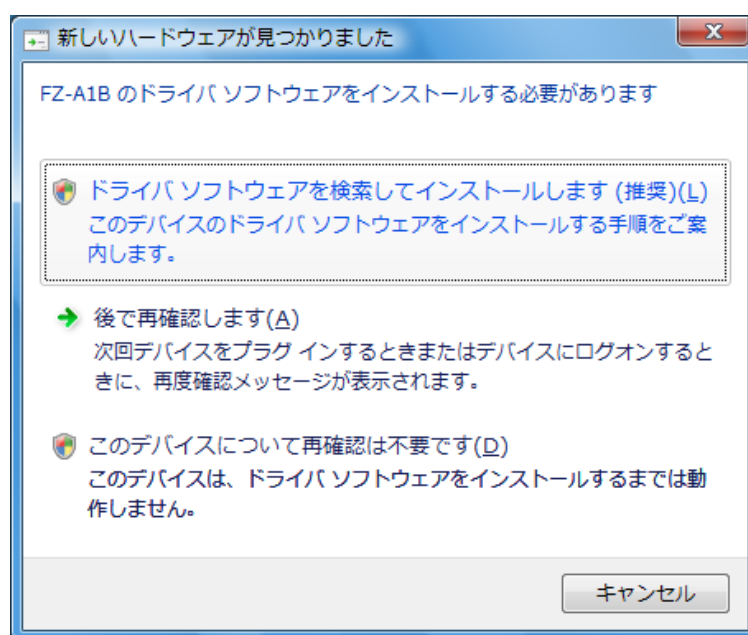 新しいハードウェアが見つかりました
FZ-A1B のドライバ ソフトウェアをインストールする必要があります
ドライバ ソフトウェアを検索してインストールします (推奨)(L)
このデバイスのドライバ ソフトウェアをインストールする手順をご案
内します。
後で再確認します(A)
次回デバイスをプラグ インするときまたはデバイスにログオンすると
きに、再度確認メッセージが表示されます。
このデバイスについて再確認は不要です(D)
このデバイスは、ドライバ ソフトウェアをインストールするまでは動
作しません。
キャンセル